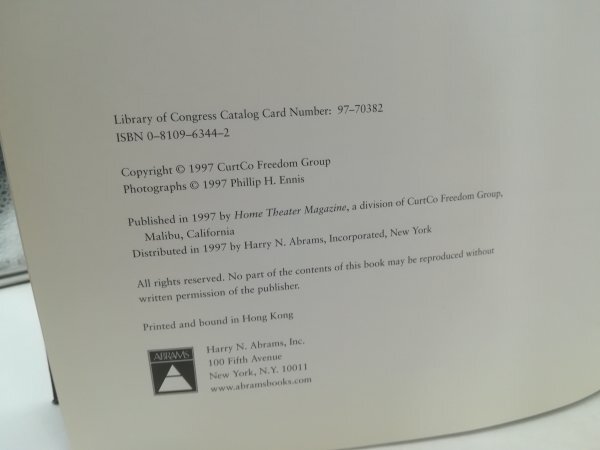 Library of Congress Catalog Card Number: 97–70382
ISBN 0–8109–6344–2
Copyright © 1997 CurtCo Freedom Group
Photographs © 1997 Phillip H. Ennis
Published in 1997 by Home Theater Magazine, a division of CurtCo Freedom Group,
Malibu, California
Distributed in 1997 by Harry N. Abrams, Incorporated, New York
All rights reserved. No part of the contents of this book may be reproduced without
written permission of the publisher.
Printed and bound in Hong Kong
ABRAMS
Harry N. Abrams, Inc.
100 Fifth Avenue
New York, N.Y. 10011
www.abramsbooks.com